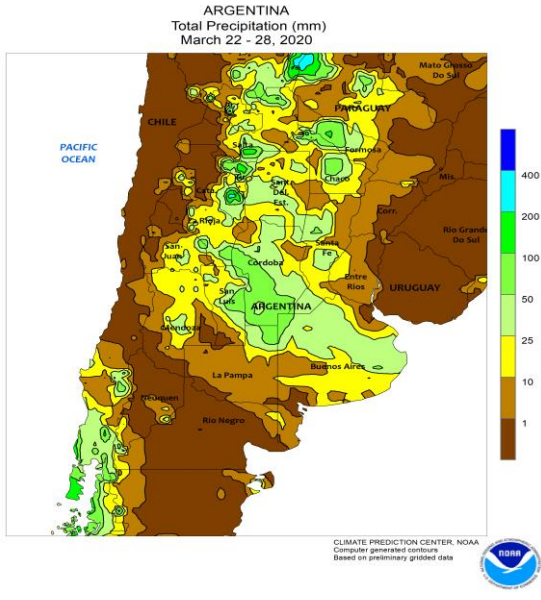 ARGENTINA
Total Precipitation (mm)
March 22 - 28, 2020
Mato Grosso
Do Sul
PARAGUAY
CHILE
PACIFIC
OCEAN
Salta
Formosa
Chaco
Mis.
Cata.
Sant.
Del
Est.
Corr.
La Rioja
Rio Grande
Do Sul
San
Juan
Santa
Fe
Cordoba
Entre
Rios
URUGUAY
San
Luis
ARGENTINA
Mendoza
Buenos Aires
La Pampa
Neuquen
Rio Negro
400
200
100
50
25
10
1
CLIMATE PREDICTION CENTER, NOAA
Computer generated contours
Based on preliminary gridded data
NOAA